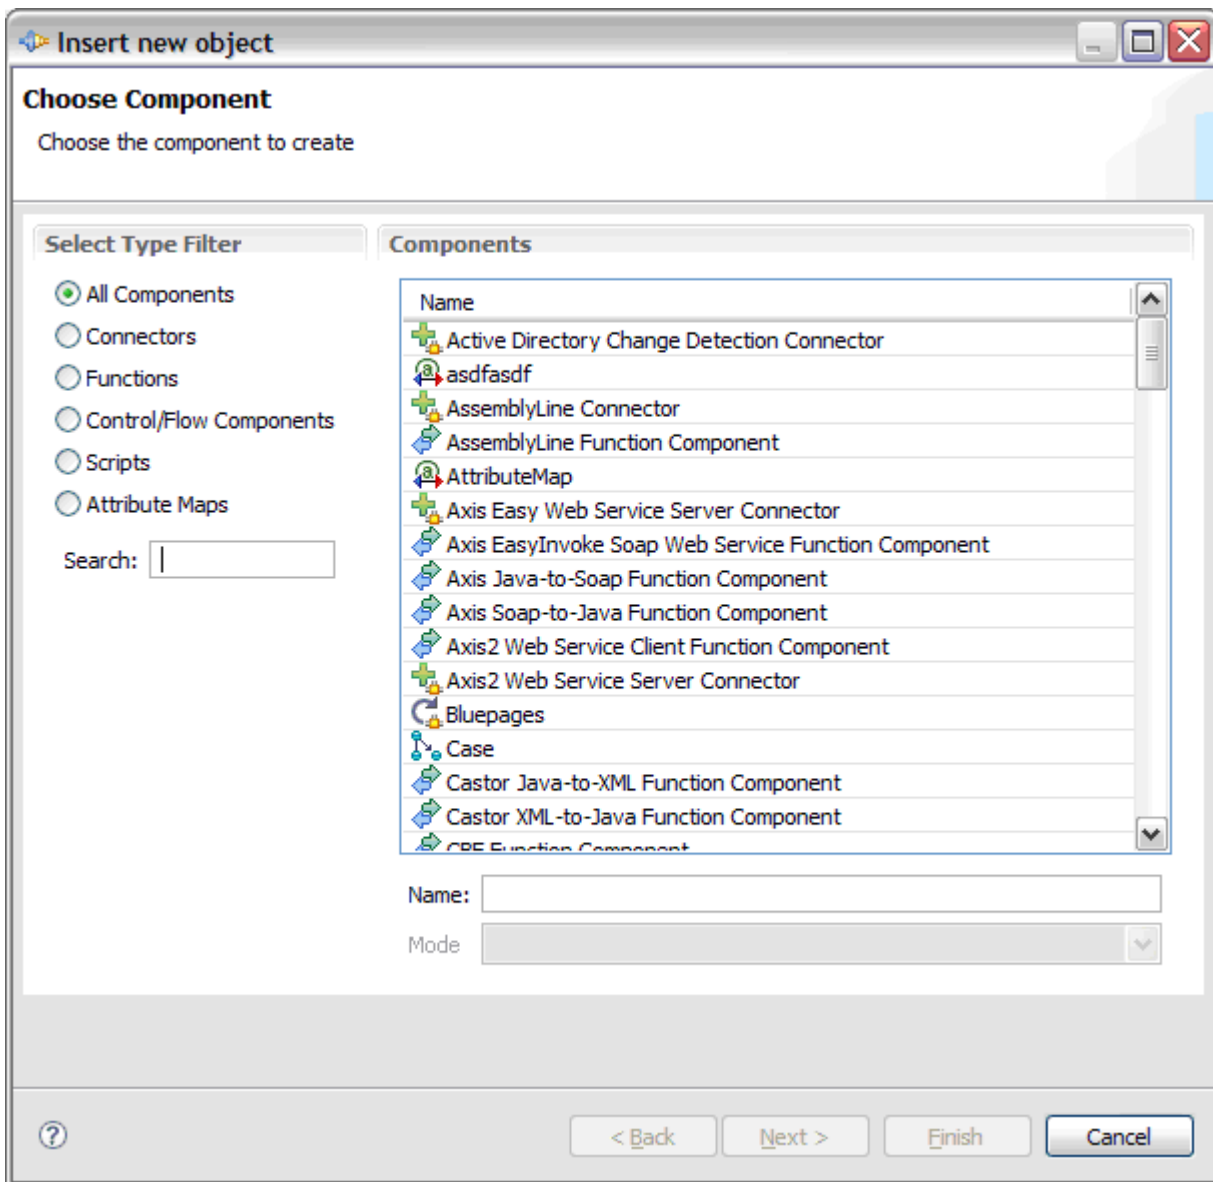 Insert new object
Choose Component
Choose the component to create
Select Type Filter
All Components
Connectors
Functions
Control/Flow Components
Scripts
Attribute Maps
Search:
Components
Name
Active Directory Change Detection Connector
asdfasdf
AssemblyLine Connector
AssemblyLine Function Component
AttributeMap
Axis Easy Web Service Server Connector
Axis EasyInvoke Soap Web Service Function Component
Axis Java-to-Soap Function Component
Axis Soap-to-Java Function Component
Axis2 Web Service Client Function Component
Axis2 Web Service Server Connector
Bluepages
Case
Castor Java-to-XML Function Component
Castor XML-to-Java Function Component
CBE Function Component
Name:
Mode
< Back
Next >
Finish
Cancel